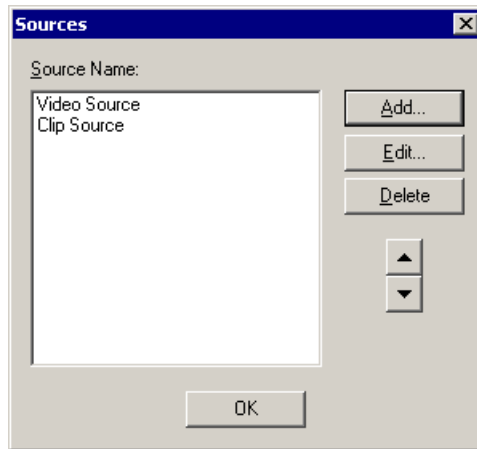 Sources
Source Name:
Video Source
Clip Source
Add...
Edit...
Delete
OK